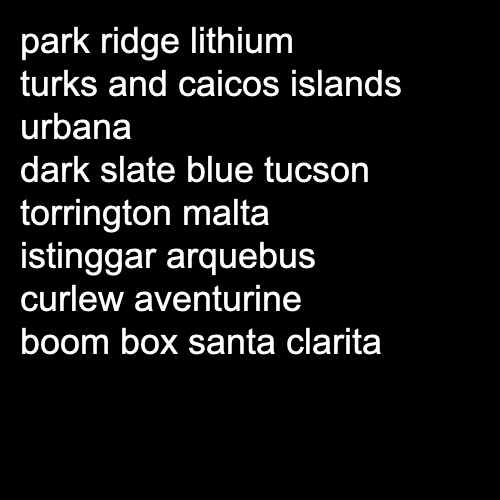 park ridge lithium
turks and caicos islands
urbana
dark slate blue tucson
torrington malta
istinggar arquebus
curlew aventurine
boom box santa clarita